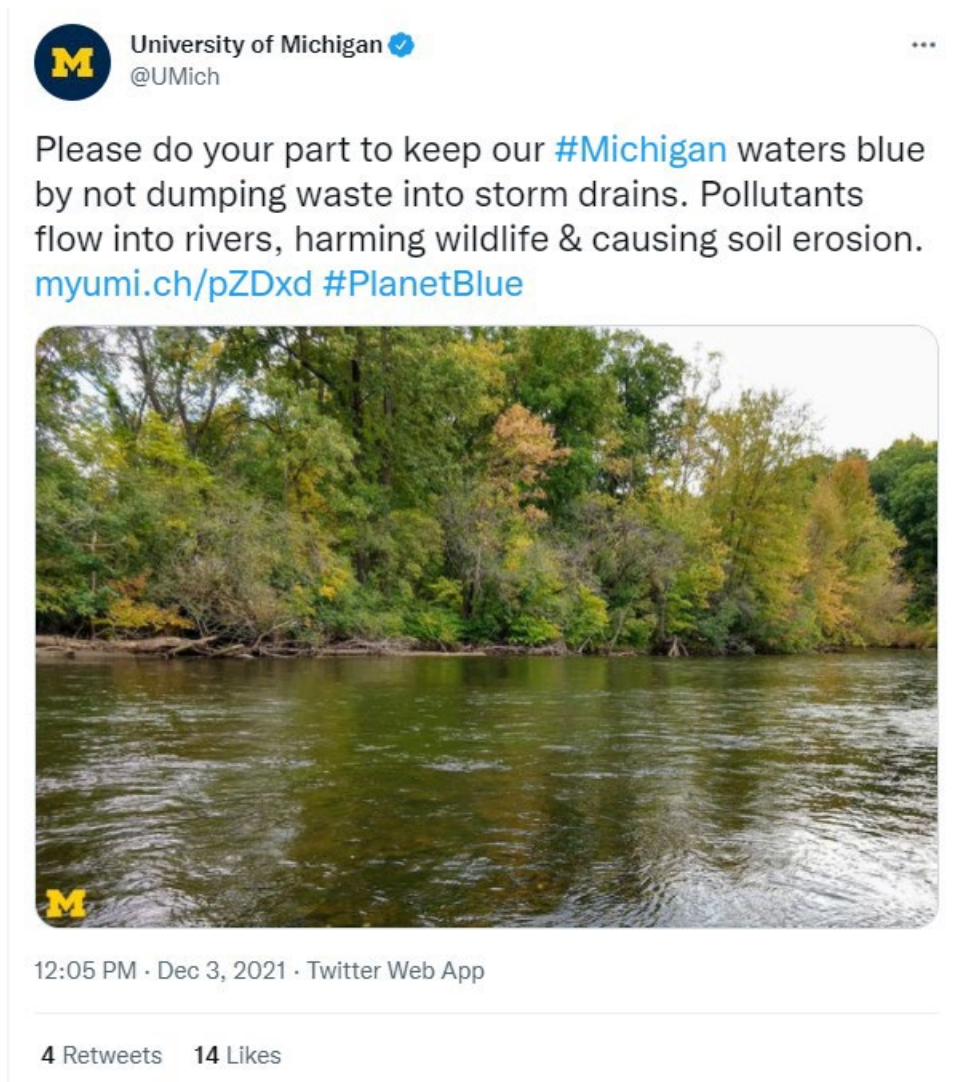 M
University of Michigan
@UMich
Please do your part to keep our #Michigan waters blue
by not dumping waste into storm drains. Pollutants
flow into rivers, harming wildlife & causing soil erosion.
myumi.ch/pZDxd #PlanetBlue
M
12:05 PM · Dec 3, 2021 · Twitter Web App
4 Retweets 14 Likes